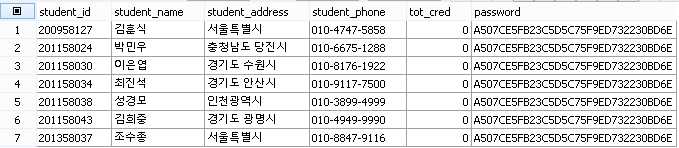 student_id student_name student_address student_phone tot_cred password
1 200958127 김훈식 서울특별시 010-4747-5858 0 A507CE5FB23C5D5C75F9ED732230BD6E
2 201158024 박민우 충청남도 당진시 010-6675-1288 0 A507CE5FB23C5D5C75F9ED732230BD6E
3 201158030 이윤엽 경기도 수원시 010-8176-1922 0 A507CE5FB23C5D5C75F9ED732230BD6E
4 201158034 최진석 경기도 안산시 010-9117-7500 0 A507CE5FB23C5D5C75F9ED732230BD6E
5 201158038 성경모 인천광역시 010-3899-4999 0 A507CE5FB23C5D5C75F9ED732230BD6E
6 201158043 김희중 경기도 광명시 010-4949-9990 0 A507CE5FB23C5D5C75F9ED732230BD6E
7 201358037 조수종 서울특별시 010-8847-9116 0 A507CE5FB23C5D5C75F9ED732230BD6E